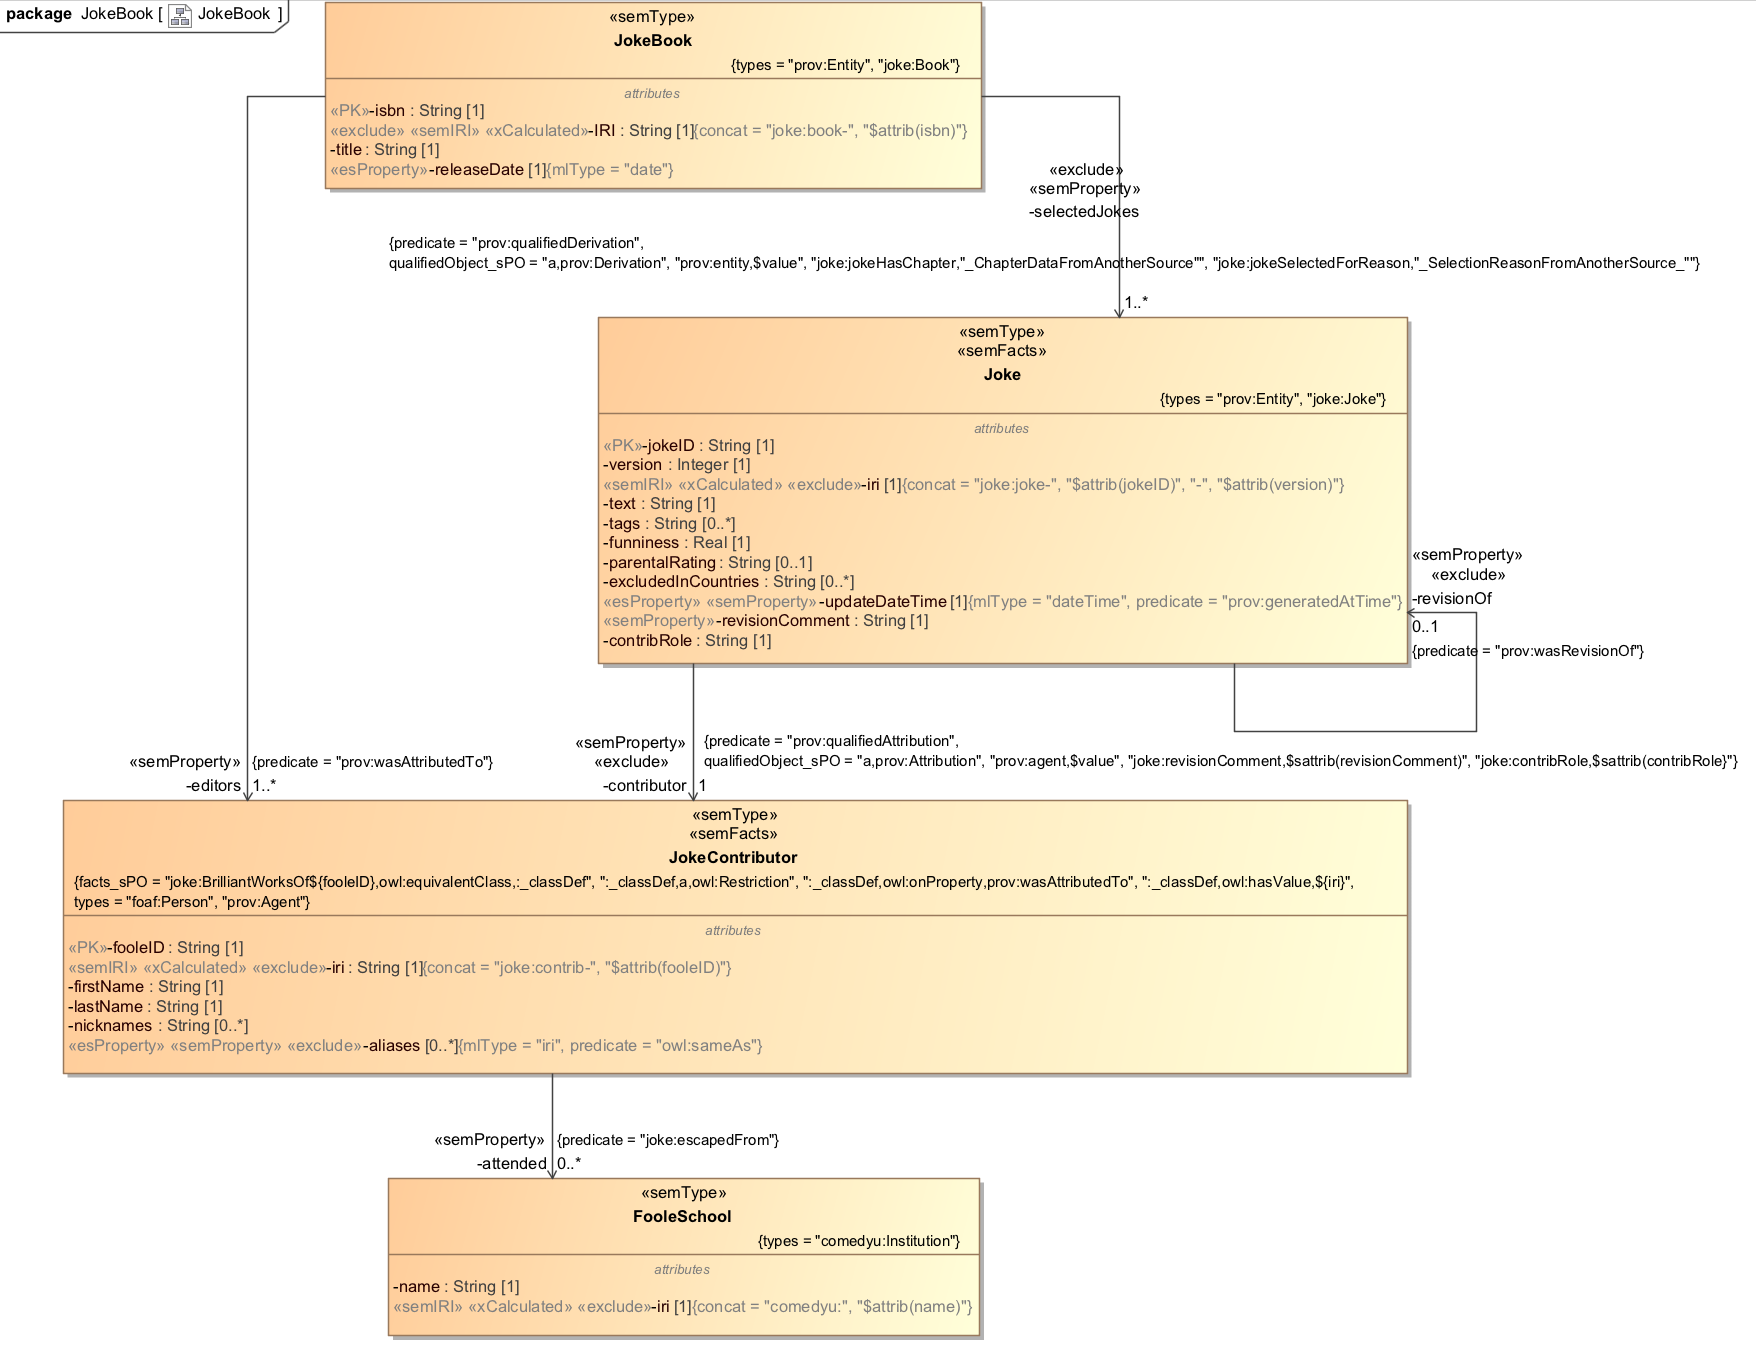 package JokeBook [ JokeBook ]
«semType»
JokeBook
{types = "prov:Entity", "joke:Book"}
attributes
«PK»-isbn : String [1]
«exclude» «semIRI» «xCalculated»-IRI : String [1]{concat = "joke:book-", "$attrib(isbn)"}
-title : String [1]
«esProperty»-releaseDate [1]{mlType = "date"}
«exclude»
«semProperty»
-selectedJokes
{predicate = "prov:qualifiedDerivation",
qualifiedObject_sPO = "a,prov:Derivation", "prov:entity,$value", "joke:jokeHasChapter,"_ChapterDataFromAnotherSource"", "joke:jokeSelectedForReason,"_SelectionReasonFromAnotherSource_""}
1..*
«semType»
«semFacts»
Joke
{types = "prov:Entity", "joke:Joke"}
attributes
«PK»-jokeID : String [1]
-version : Integer [1]
«semIRI» «xCalculated» «exclude»-iri [1]{concat = "joke:joke-", "$attrib(jokeID)", "-", "$attrib(version)"}
-text : String [1]
-tags : String [0..*]
-funniness : Real [1]
-parentalRating : String [0..1]
-excludedInCountries : String [0..*]
«esProperty» «semProperty»-updateDateTime [1]{mlType = "dateTime", predicate = "prov:generatedAtTime"}
«semProperty»-revisionComment : String [1]
-contribRole : String [1]
«semProperty»
«exclude»
-revisionOf
0..1
{predicate = "prov:wasRevisionOf"}
«semProperty»
{predicate = "prov:wasAttributedTo"}
-editors
1..*
«semProperty»
«exclude»
-contributor
1
{predicate = "prov:qualifiedAttribution",
qualifiedObject_sPO = "a,prov:Attribution", "prov:agent,$value", "joke:revisionComment,$sattrib(revisionComment)", "joke:contribRole,$sattrib(contribRole}"}
«semType»
«semFacts»
JokeContributor
{facts_sPO = "joke:BrilliantWorksOf${fooleID},owl:equivalentClass,:_classDef", ":_classDef,a,owl:Restriction", ":_classDef,owl:onProperty,prov:wasAttributedTo", ":_classDef,owl:hasValue,${iri}",
types = "foaf:Person", "prov:Agent"}
attributes
«PK»-fooleID : String [1]
«semIRI» «xCalculated» «exclude»-iri : String [1]{concat = "joke:contrib-", "$attrib(fooleID)"}
-firstName : String [1]
-lastName : String [1]
-nicknames : String [0..*]
«esProperty» «semProperty» «exclude»-aliases [0..*]{mlType = "iri", predicate = "owl:sameAs"}
«semProperty»
{predicate = "joke:escapedFrom"}
-attended
0..*
«semType»
FooleSchool
{types = "comedyu:Institution"}
attributes
-name : String [1]
«semIRI» «xCalculated» «exclude»-iri [1]{concat = "comedyu:", "$attrib(name)"}